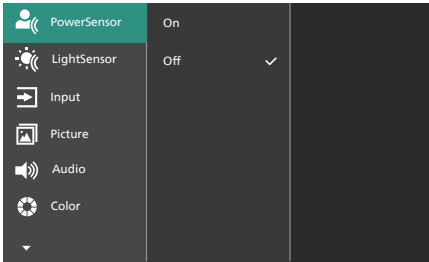 PowerSensor
On
LightSensor
Off
Input
Picture
Audio
Color